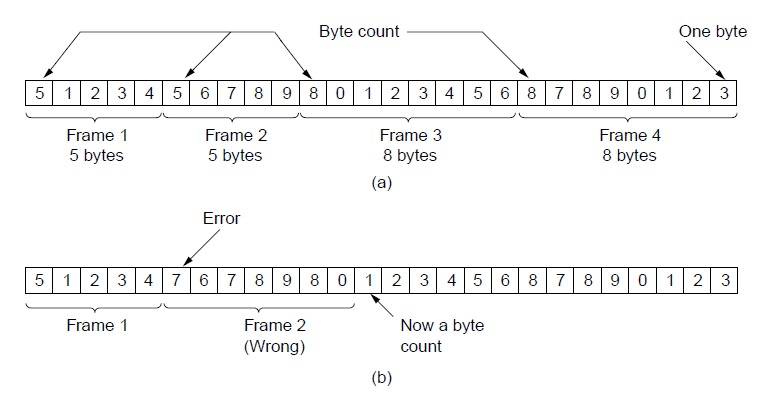 Byte count One byte
5 1 2 3 4 5 6 7 8 9 8 0 1 2 3 4 5 6 8 7 8 9 0 1 2 3
Frame 1 Frame 2 Frame 3 Frame 4
5 bytes 5 bytes 8 bytes 8 bytes
(a)
Error
5 1 2 3 4 7 6 7 8 9 8 0 1 2 3 4 5 6 8 7 8 9 0 1 2 3
Frame 1 Frame 2 Now a byte
(Wrong) count
(b)